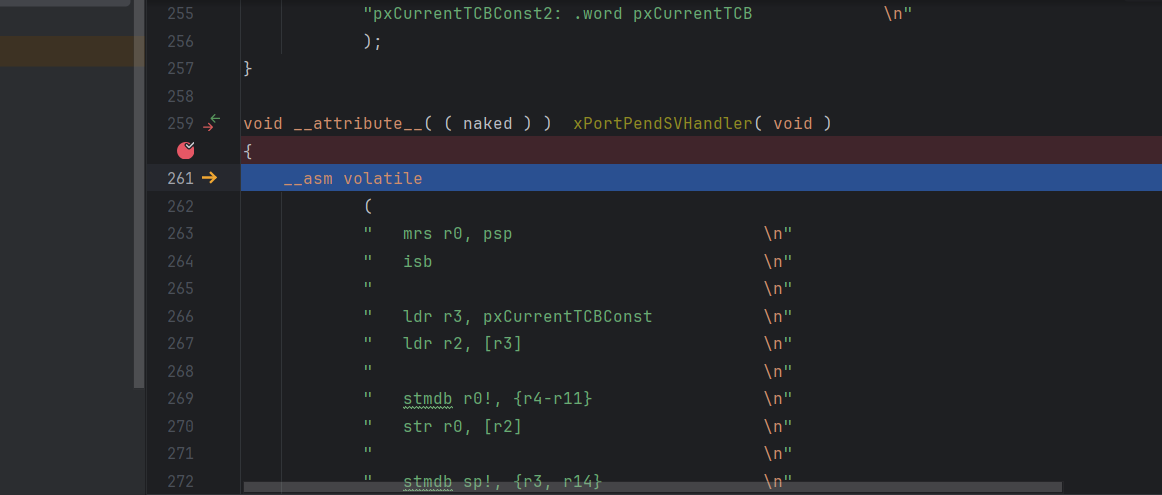 255 "pxCurrentTCBConst2: .word pxCurrentTCB \n"
256 );
257 }
258
259 void __attribute__( ( naked ) ) xPortPendSVHandler( void )
{
261 __asm volatile
262 (
263 " mrs r0, psp \n"
264 " isb \n"
265 " \n"
266 " ldr r3, pxCurrentTCBConst \n"
267 " ldr r2, [r3] \n"
268 " \n"
269 " stmdb r0!, {r4-r11} \n"
270 " str r0, [r2] \n"
271 " \n"
272 " stmdb sp!, {r3, r14} \n"